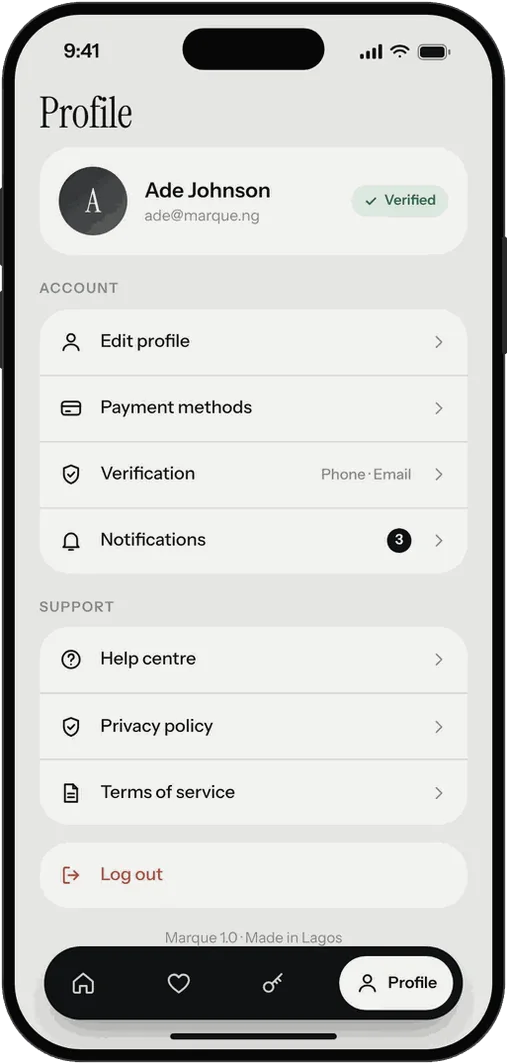 9:41
Profile
A
Ade Johnson
ade@marque.ng
Verified
ACCOUNT
Edit profile
Payment methods
Verification
Phone · Email
Notifications
3
SUPPORT
Help centre
Privacy policy
Terms of service
Log out
Marque 1.0 · Made in Lagos
Profile